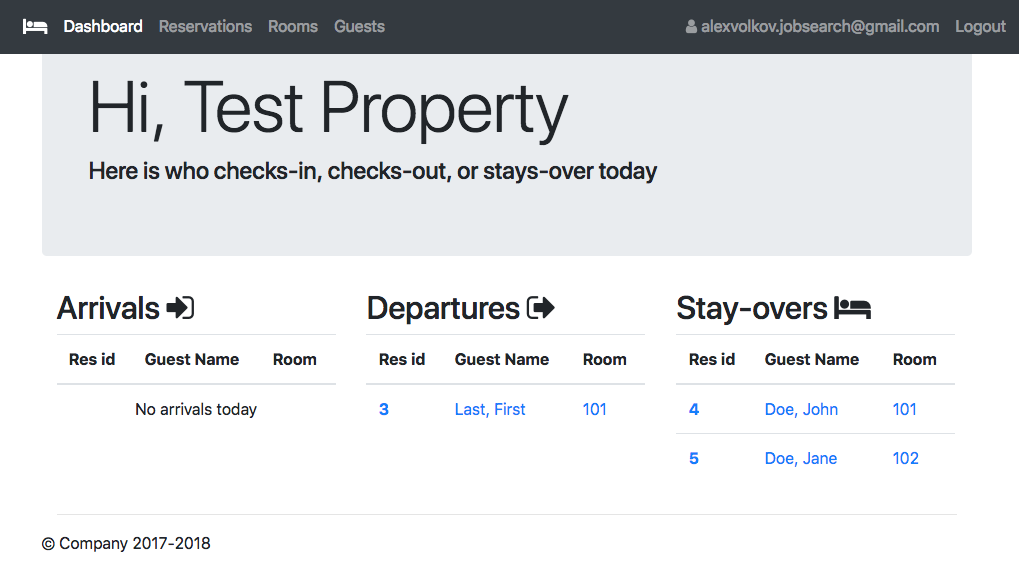 Dashboard Reservations Rooms Guests alexvolkov.jobsearch@gmail.com Logout
Hi, Test Property
Here is who checks-in, checks-out, or stays-over today
Arrivals
Res id Guest Name Room
No arrivals today
Departures
Res id Guest Name Room
3 Last, First 101
Stay-overs
Res id Guest Name Room
4 Doe, John 101
5 Doe, Jane 102
© Company 2017-2018